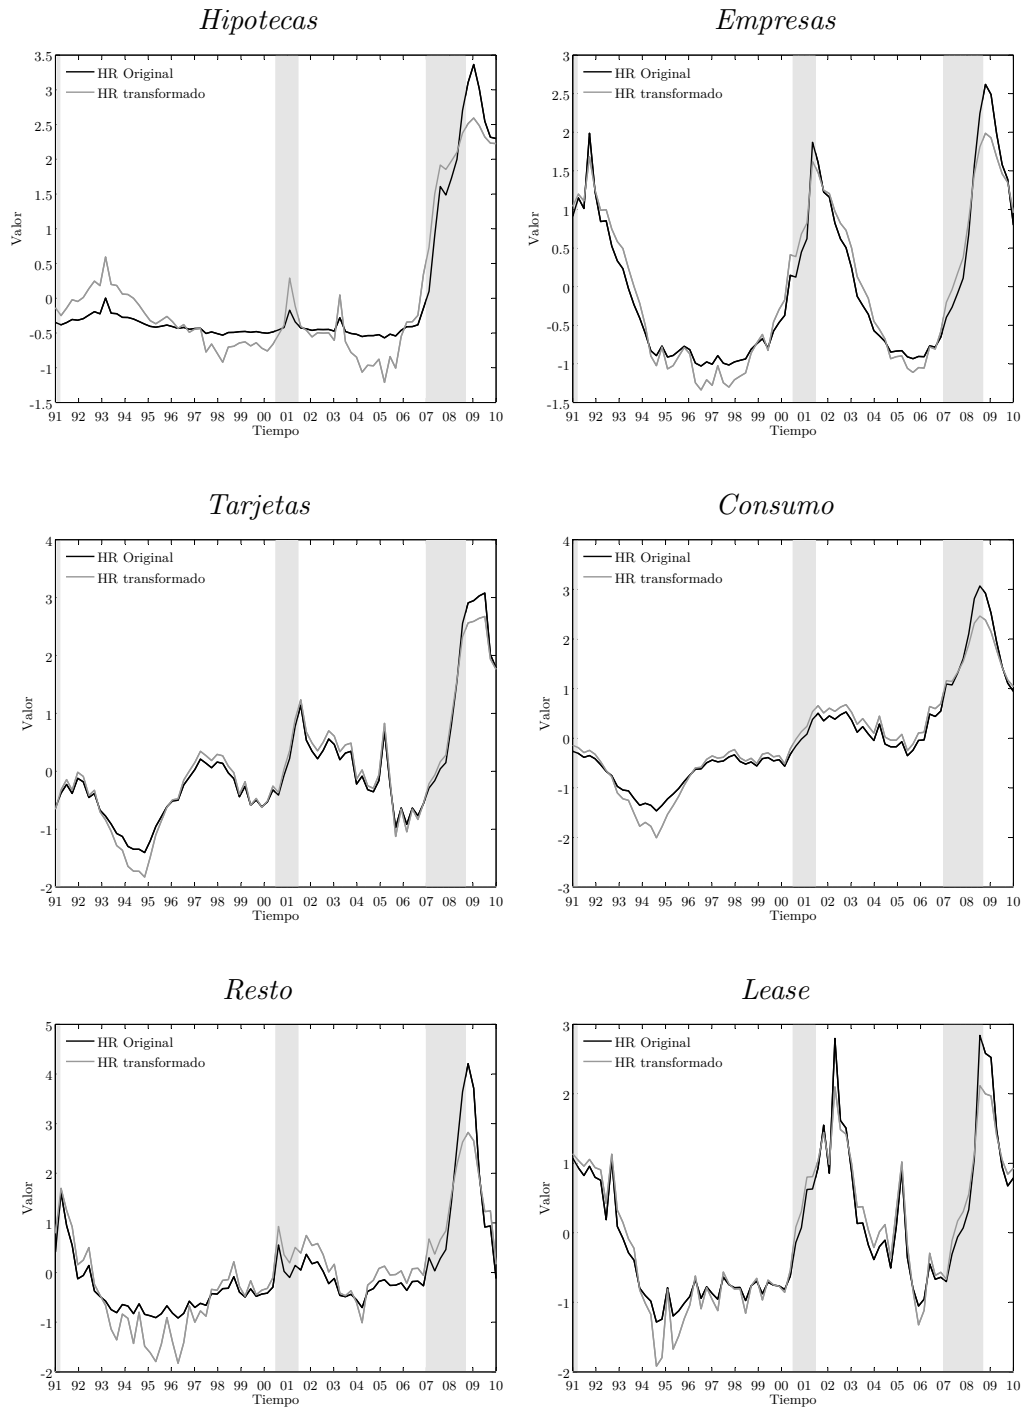 Hipotecas
3.5
3
2.5
2
1.5
1
0.5
0
-0.5
-1
-1.5
Valor
HR Original
HR transformado
91 92 93 94 95 96 97 98 99 00 01 02 03 04 05 06 07 08 09 10
Tiempo
Empresas
3
2.5
2
1.5
1
0.5
0
-0.5
-1
-1.5
Valor
HR Original
HR transformado
91 92 93 94 95 96 97 98 99 00 01 02 03 04 05 06 07 08 09 10
Tiempo
Tarjetas
4
3
2
1
0
-1
-2
Valor
HR Original
HR transformado
91 92 93 94 95 96 97 98 99 00 01 02 03 04 05 06 07 08 09 10
Tiempo
Consumo
4
3
2
1
0
-1
-2
-3
Valor
HR Original
HR transformado
91 92 93 94 95 96 97 98 99 00 01 02 03 04 05 06 07 08 09 10
Tiempo
Resto
5
4
3
2
1
0
-1
-2
Valor
HR Original
HR transformado
91 92 93 94 95 96 97 98 99 00 01 02 03 04 05 06 07 08 09 10
Tiempo
Lease
3
2
1
0
-1
-2
Valor
HR Original
HR transformado
91 92 93 94 95 96 97 98 99 00 01 02 03 04 05 06 07 08 09 10
Tiempo